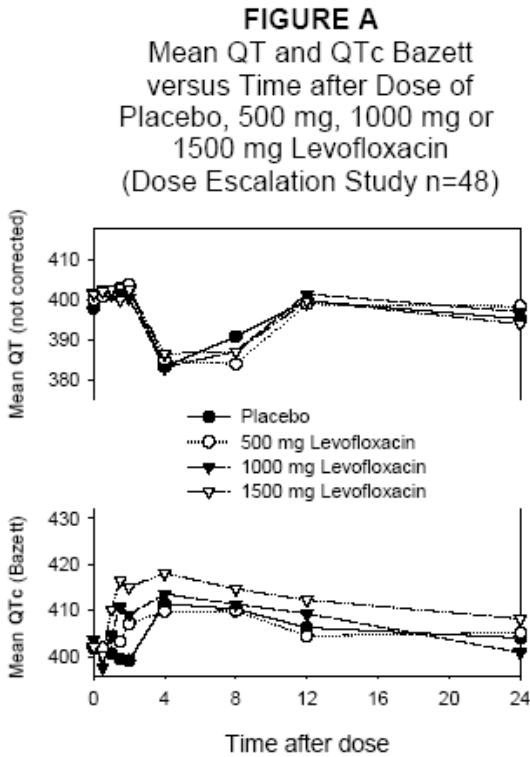 FIGURE A
Mean QT and QTc Bazett
versus Time after Dose of
Placebo, 500 mg, 1000 mg or
1500 mg Levofloxacin
(Dose Escalation Study n=48)
Mean QT (not corrected)
410
400
390
380
Placebo
500 mg Levofloxacin
1000 mg Levofloxacin
1500 mg Levofloxacin
Mean QTc (Bazett)
430
420
410
400
0 4 8 12 24
Time after dose